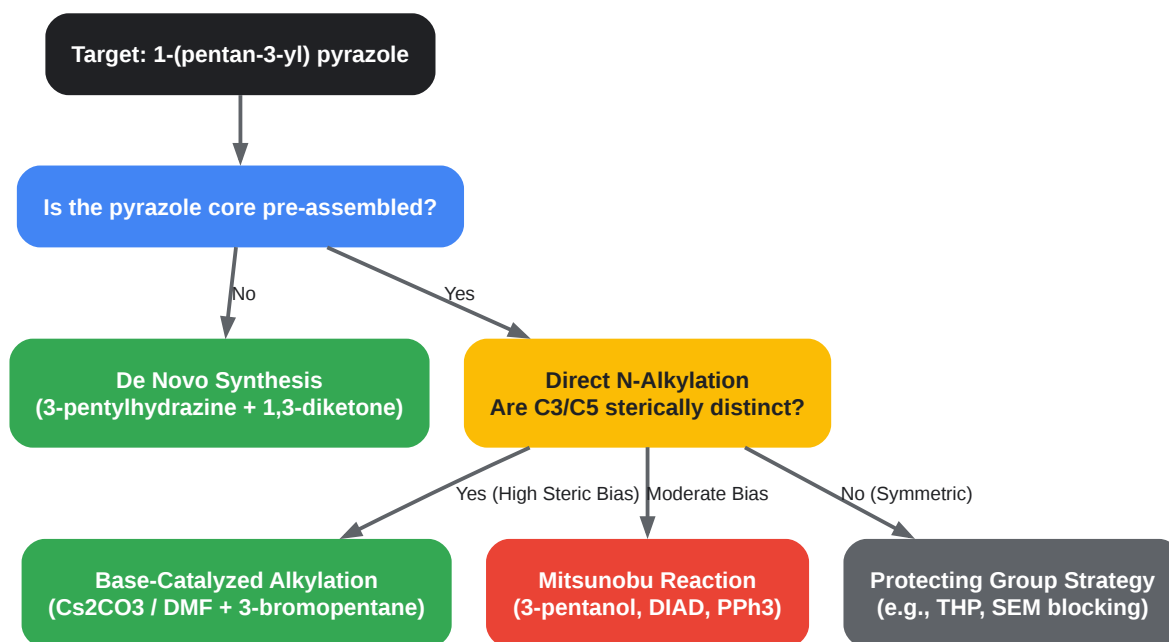 Target: 1-(pentan-3-yl) pyrazole
Is the pyrazole core pre-assembled?
No
Yes
De Novo Synthesis
(3-pentylhydrazine + 1,3-diketone)
Direct N-Alkylation
Are C3/C5 sterically distinct?
Yes (High Steric Bias)
Moderate Bias
No (Symmetric)
Base-Catalyzed Alkylation
(Cs2CO3 / DMF + 3-bromopentane)
Mitsunobu Reaction
(3-pentanol, DIAD, PPh3)
Protecting Group Strategy
(e.g., THP, SEM blocking)